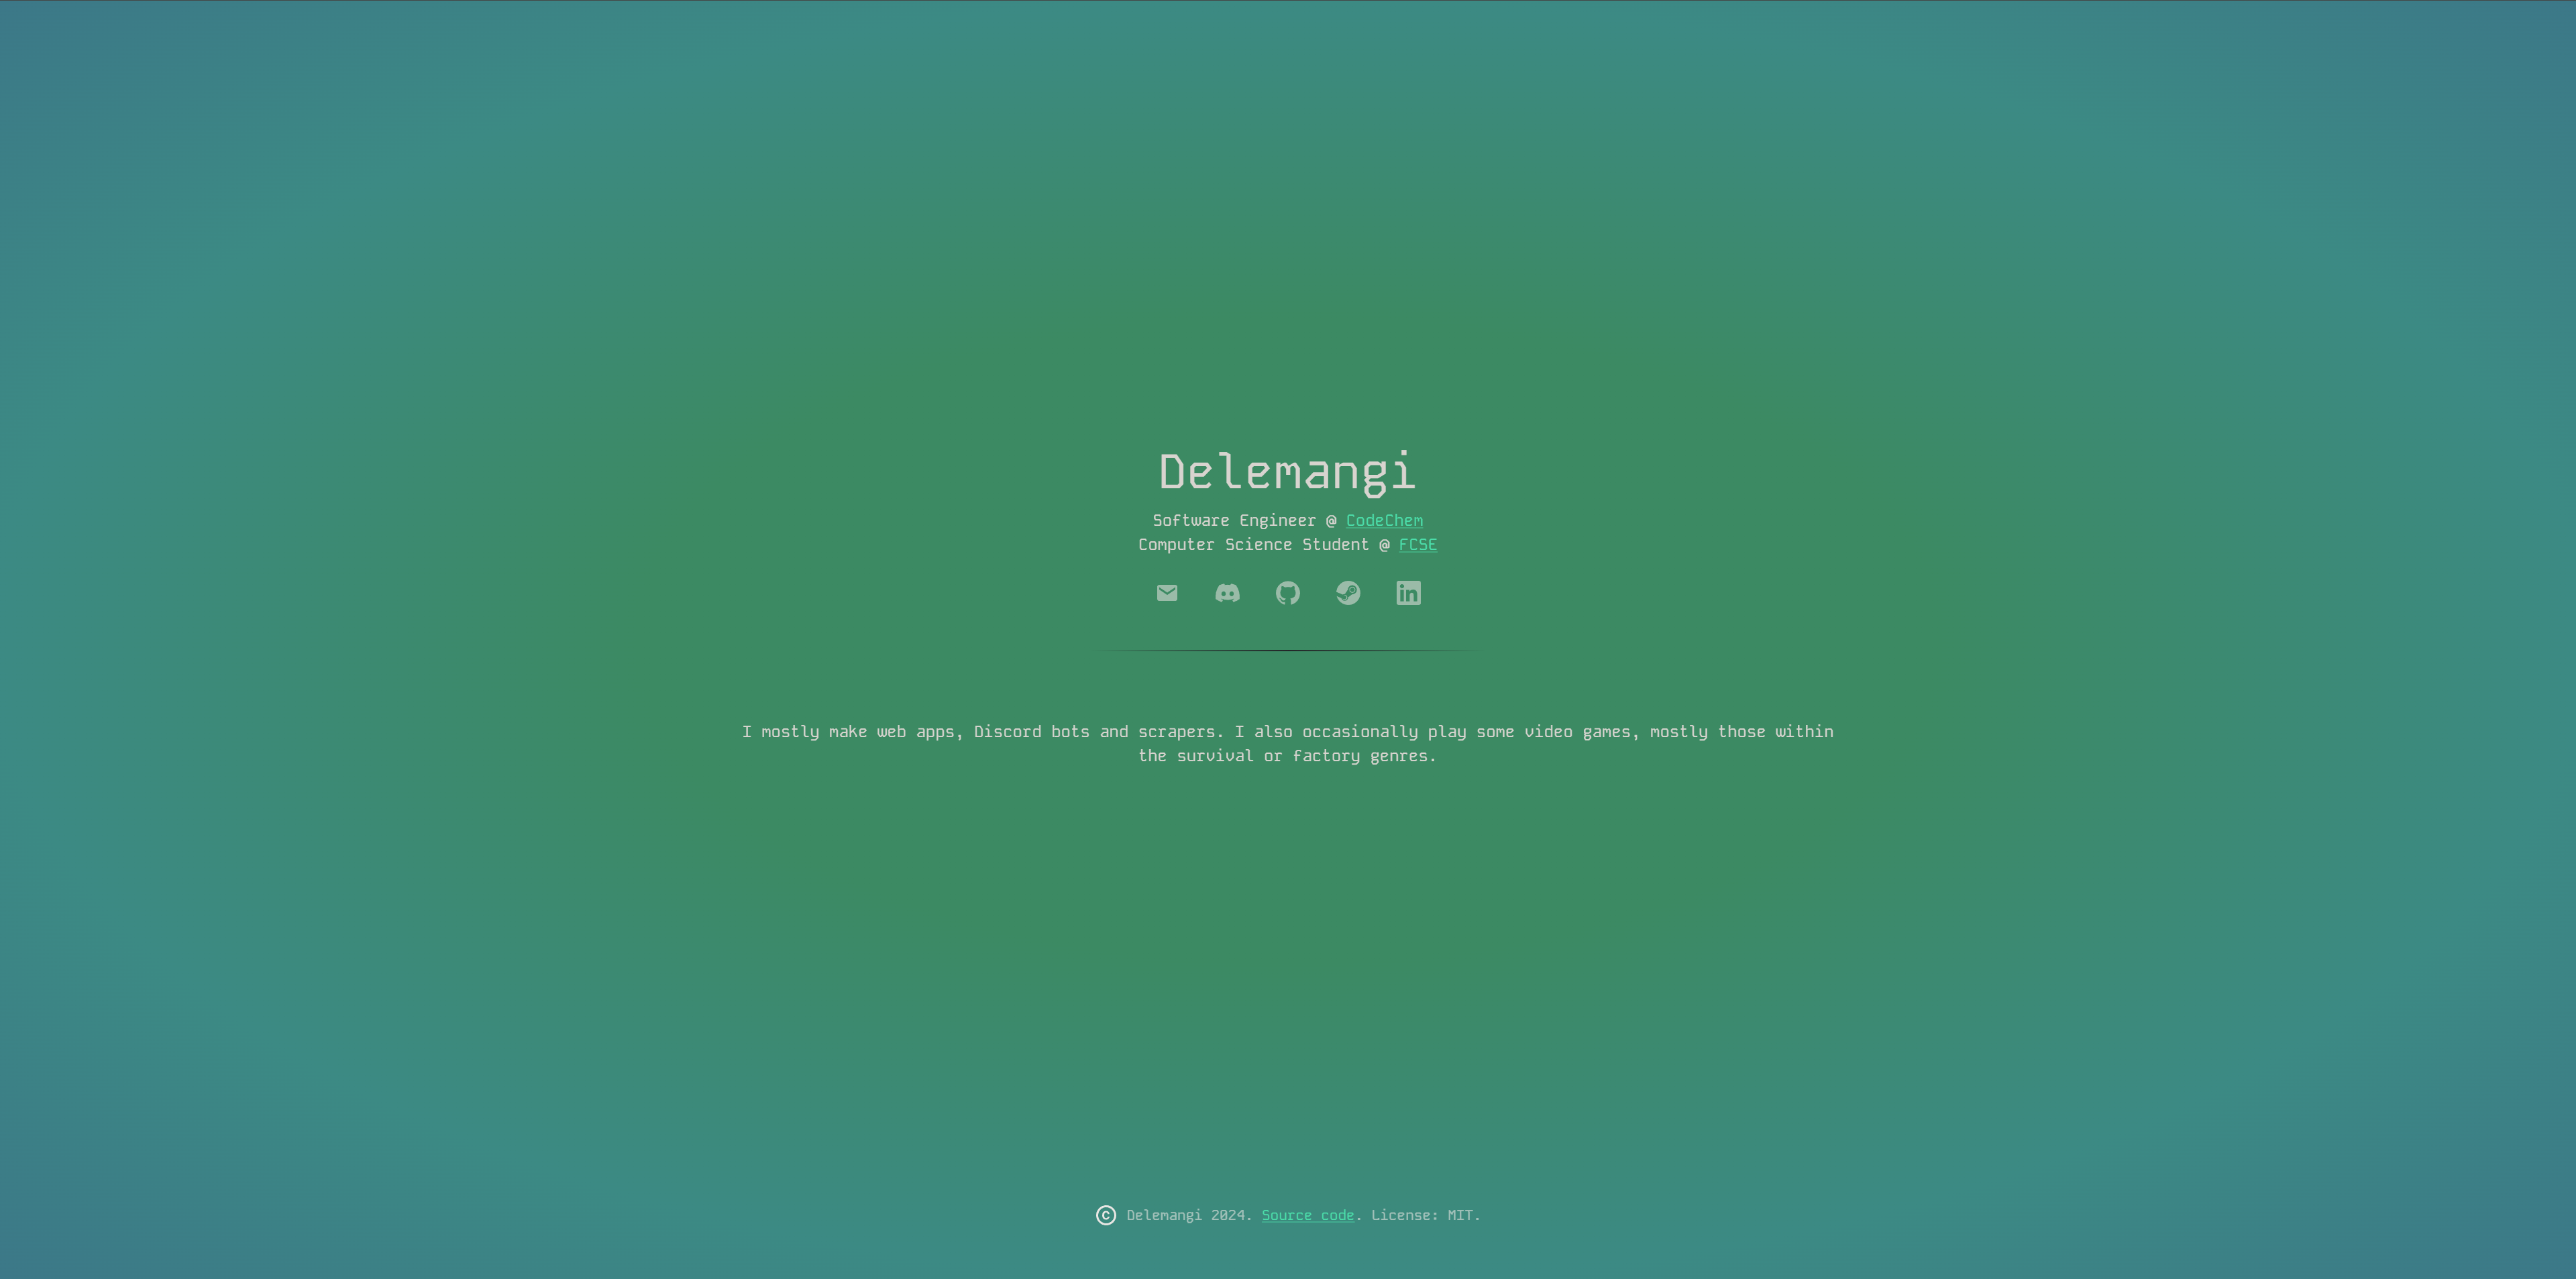 Delemangi
Software Engineer @ CodeChem
Computer Science Student @ FCSE
I mostly make web apps, Discord bots and scrapers. I also occasionally play some video games, mostly those within
the survival or factory genres.
© Delemangi 2024. Source code. License: MIT.